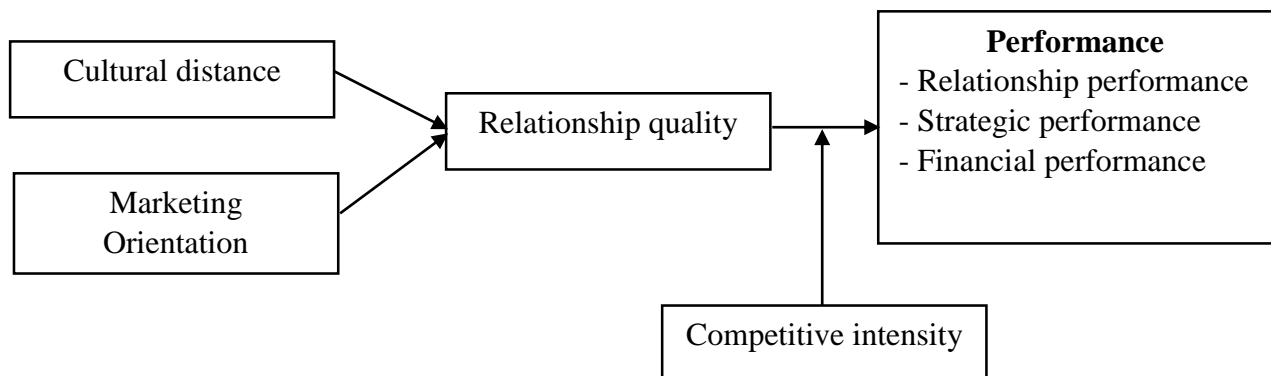 Cultural distance
Marketing
Orientation
Relationship quality
Performance
- Relationship performance
- Strategic performance
- Financial performance
Competitive intensity